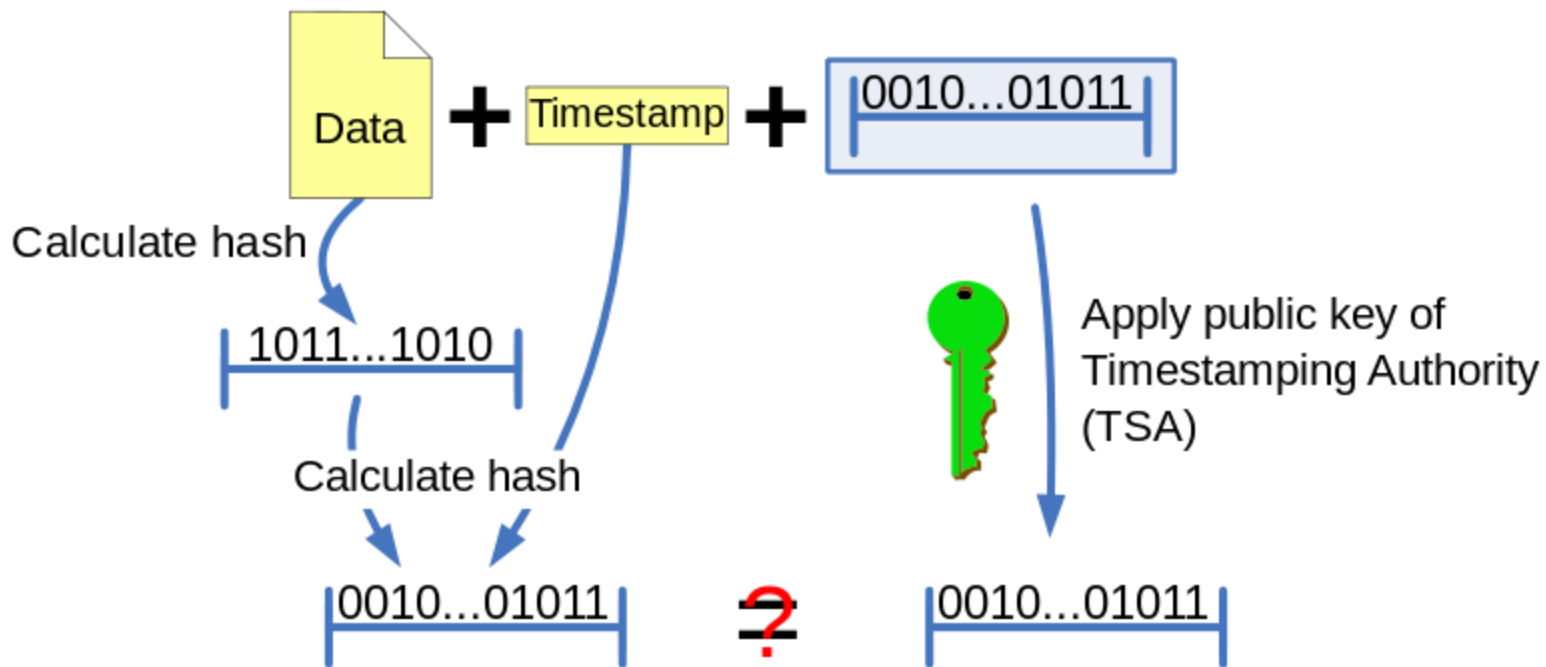 Data
+
Timestamp
+
0010...01011
Calculate hash
1011...1010
Calculate hash
Apply public key of
Timestamping Authority
(TSA)
0010...01011
=
?
0010...01011